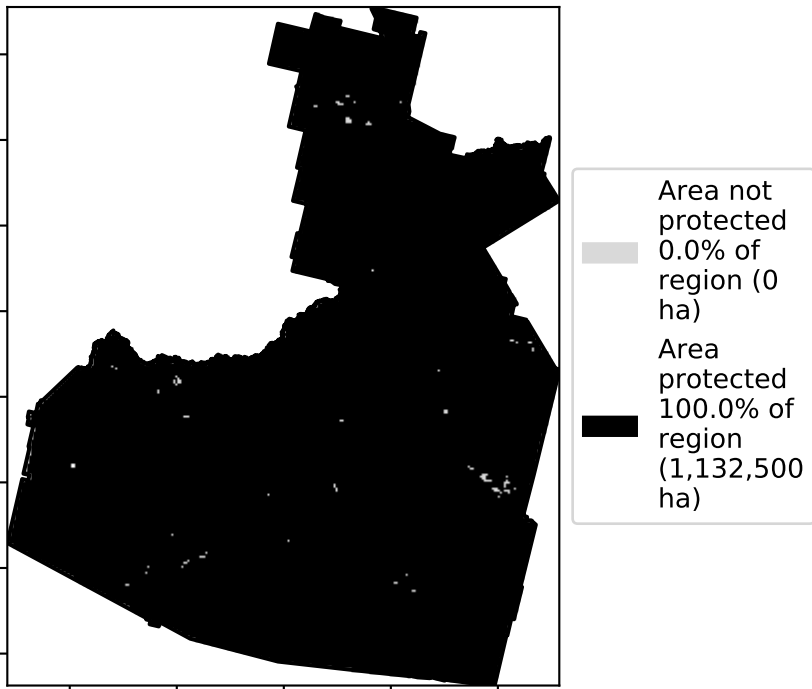 Area not
protected
0.0% of
region (0
ha)
Area
protected
100.0% of
region
(1,132,500
ha)